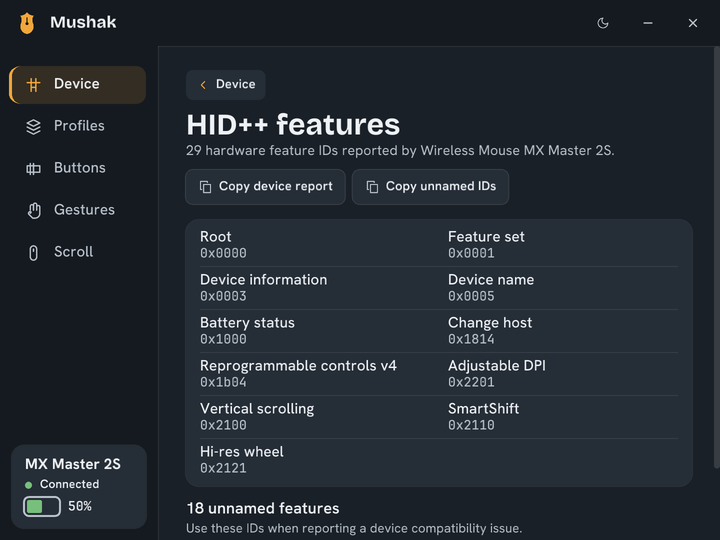 Mushak
Device
Profiles
Buttons
Gestures
Scroll
MX Master 2S
Connected
50%
Device
HID++ features
29 hardware feature IDs reported by Wireless Mouse MX Master 2S.
Copy device report
Copy unnamed IDs
Root
0x0000
Feature set
0x0001
Device information
0x0003
Device name
0x0005
Battery status
0x1000
Change host
0x1814
Reprogrammable controls v4
0x1b04
Adjustable DPI
0x2201
Vertical scrolling
0x2100
SmartShift
0x2110
Hi-res wheel
0x2121
18 unnamed features
Use these IDs when reporting a device compatibility issue.